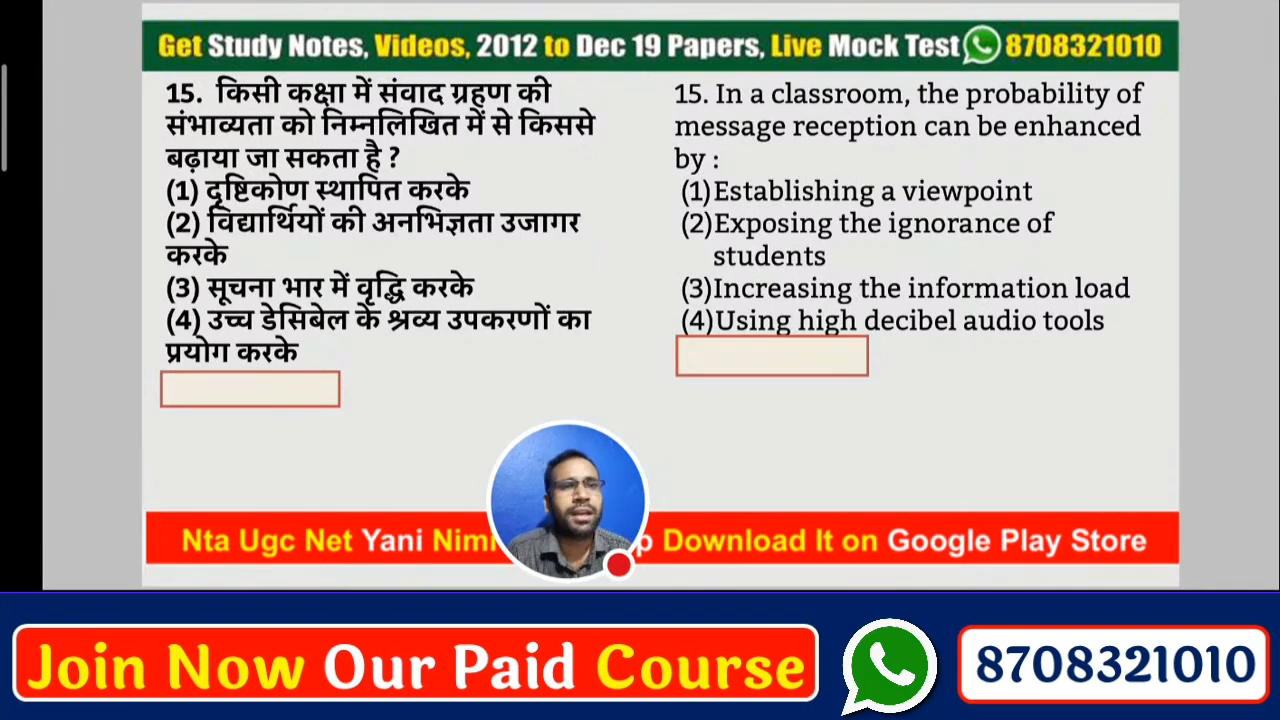 Get Study Notes, Videos, 2012 to Dec 19 Papers, Live Mock Test 8708321010
15. किसी कक्षा में संवाद ग्रहण की
संभाव्यता को निम्नलिखित में से किससे
बढ़ाया जा सकता है ?
(1) दृष्टिकोण स्थापित करके
(2) विद्यार्थियों की अनभिज्ञता उजागर
करके
(3) सूचना भार में वृद्धि करके
(4) उच्च डेसिबेल के श्रव्य उपकरणों का
प्रयोग करके
15. In a classroom, the probability of
message reception can be enhanced
by :
(1)Establishing a viewpoint
(2)Exposing the ignorance of
students
(3)Increasing the information load
(4)Using high decibel audio tools
Nta Ugc Net Yani Download It on Google Play Store
Join Now Our Paid Course 8708321010